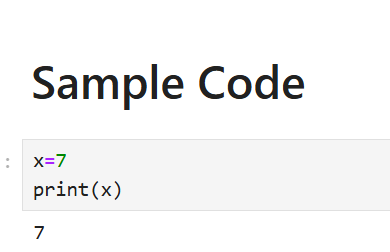 Sample Code
:
x=7
print(x)
7